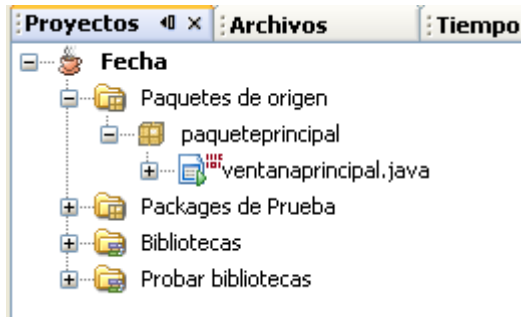 Proyectos Archivos Tiempo
Fecha
Paquetes de origen
paqueteprincipal
ventanaprincipal.java
Packages de Prueba
Bibliotecas
Probar bibliotecas